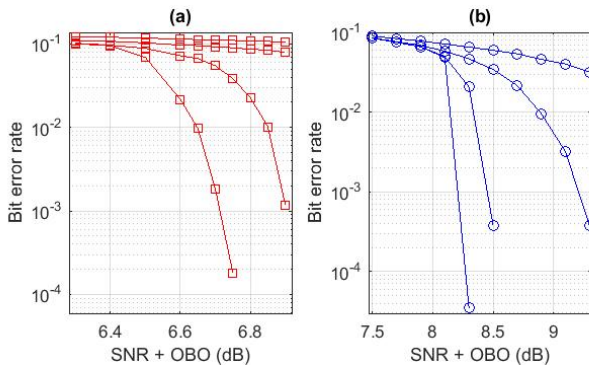 (a)
(b)
Bit error rate
10^-1
10^-2
10^-3
10^-4
6.4
6.6
6.8
SNR + OBO (dB)
Bit error rate
10^-1
10^-2
10^-3
10^-4
7.5
8
8.5
9
SNR + OBO (dB)